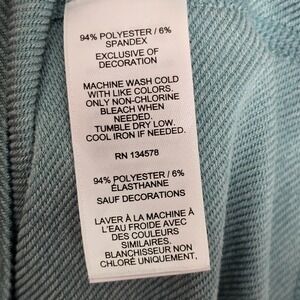 94% POLYESTER / 6%
SPANDEX
EXCLUSIVE OF
DECORATION
MACHINE WASH COLD
WITH LIKE COLORS.
ONLY NON-CHLORINE
BLEACH WHEN
NEEDED.
TUMBLE DRY LOW.
COOL IRON IF NEEDED.
RN 134578
94% POLYESTER / 6%
ÉLASTHANNE
SAUF DECORATIONS
LAVER À LA MACHINE À
L'EAU FROIDE AVEC
DES COULEURS
SIMILAIRES.
BLANCHISSEUR NON
CHLORÉ UNIQUEMENT,